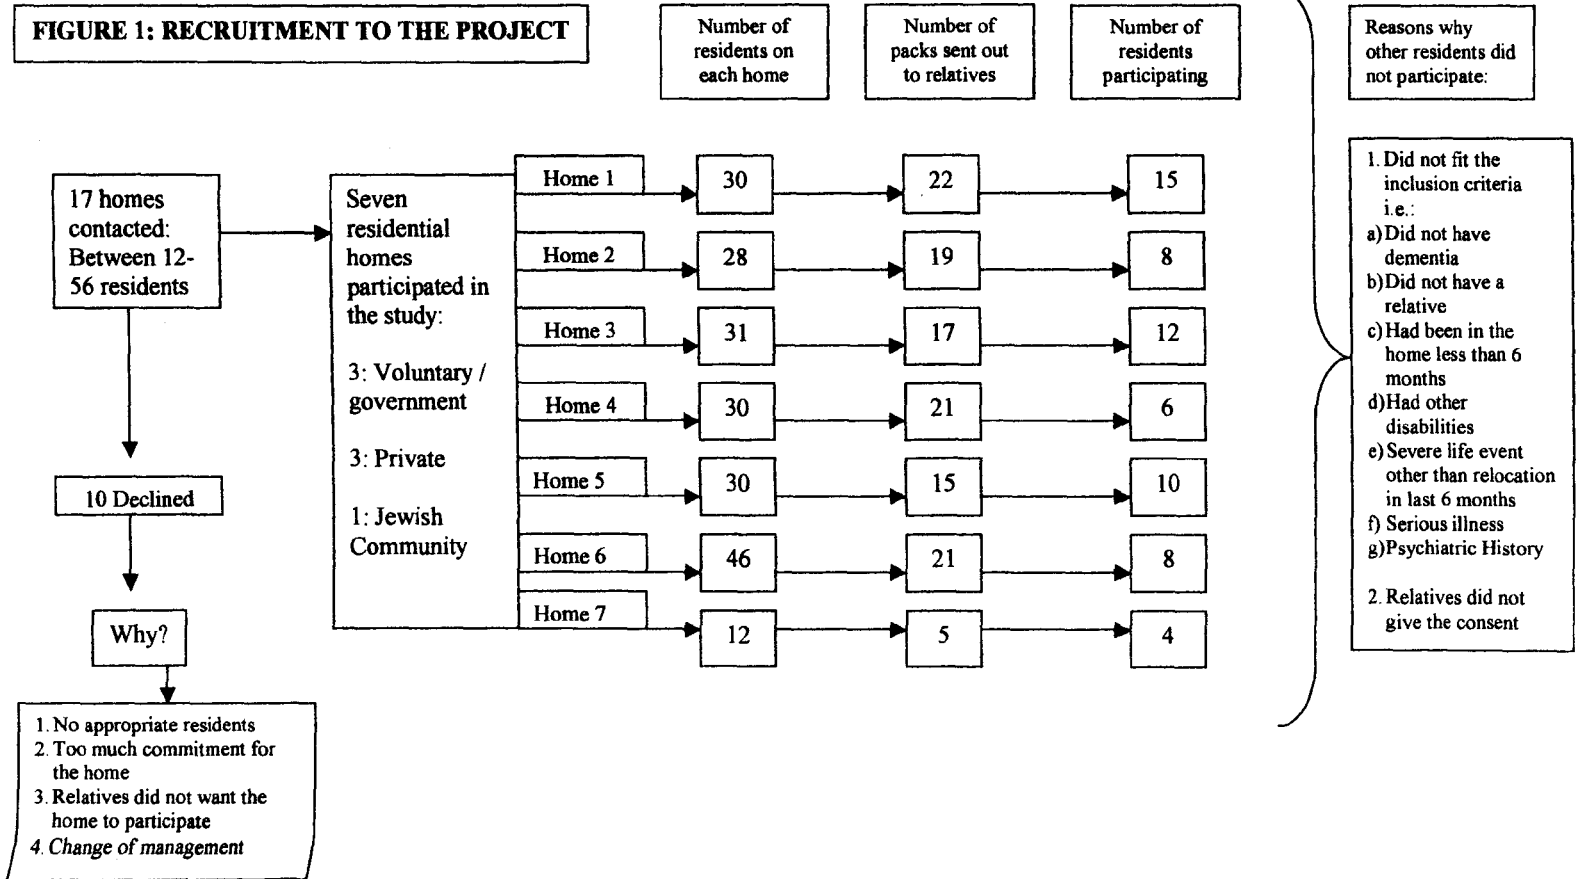 FIGURE 1: RECRUITMENT TO THE PROJECT
Number of
residents on
each home
Number of
packs sent out
to relatives
Number of
residents
participating
Reasons why
other residents did
not participate:
17 homes
contacted:
Between 12-
56 residents
10 Declined
Why?
1. No appropriate residents
2. Too much commitment for
the home
3. Relatives did not want the
home to participate
4. Change of management
Seven
residential
homes
participated in
the study:
3: Voluntary /
government
3: Private
1: Jewish
Community
Home 1
30
22
15
Home 2
28
19
8
Home 3
31
17
12
Home 4
30
21
6
Home 5
30
15
10
Home 6
46
21
8
Home 7
12
5
4
1. Did not fit the
inclusion criteria
i.e.:
a) Did not have
dementia
b) Did not have a
relative
c) Had been in the
home less than 6
months
d) Had other
disabilities
e) Severe life event
other than relocation
in last 6 months
f) Serious illness
g) Psychiatric History
2. Relatives did not
give the consent